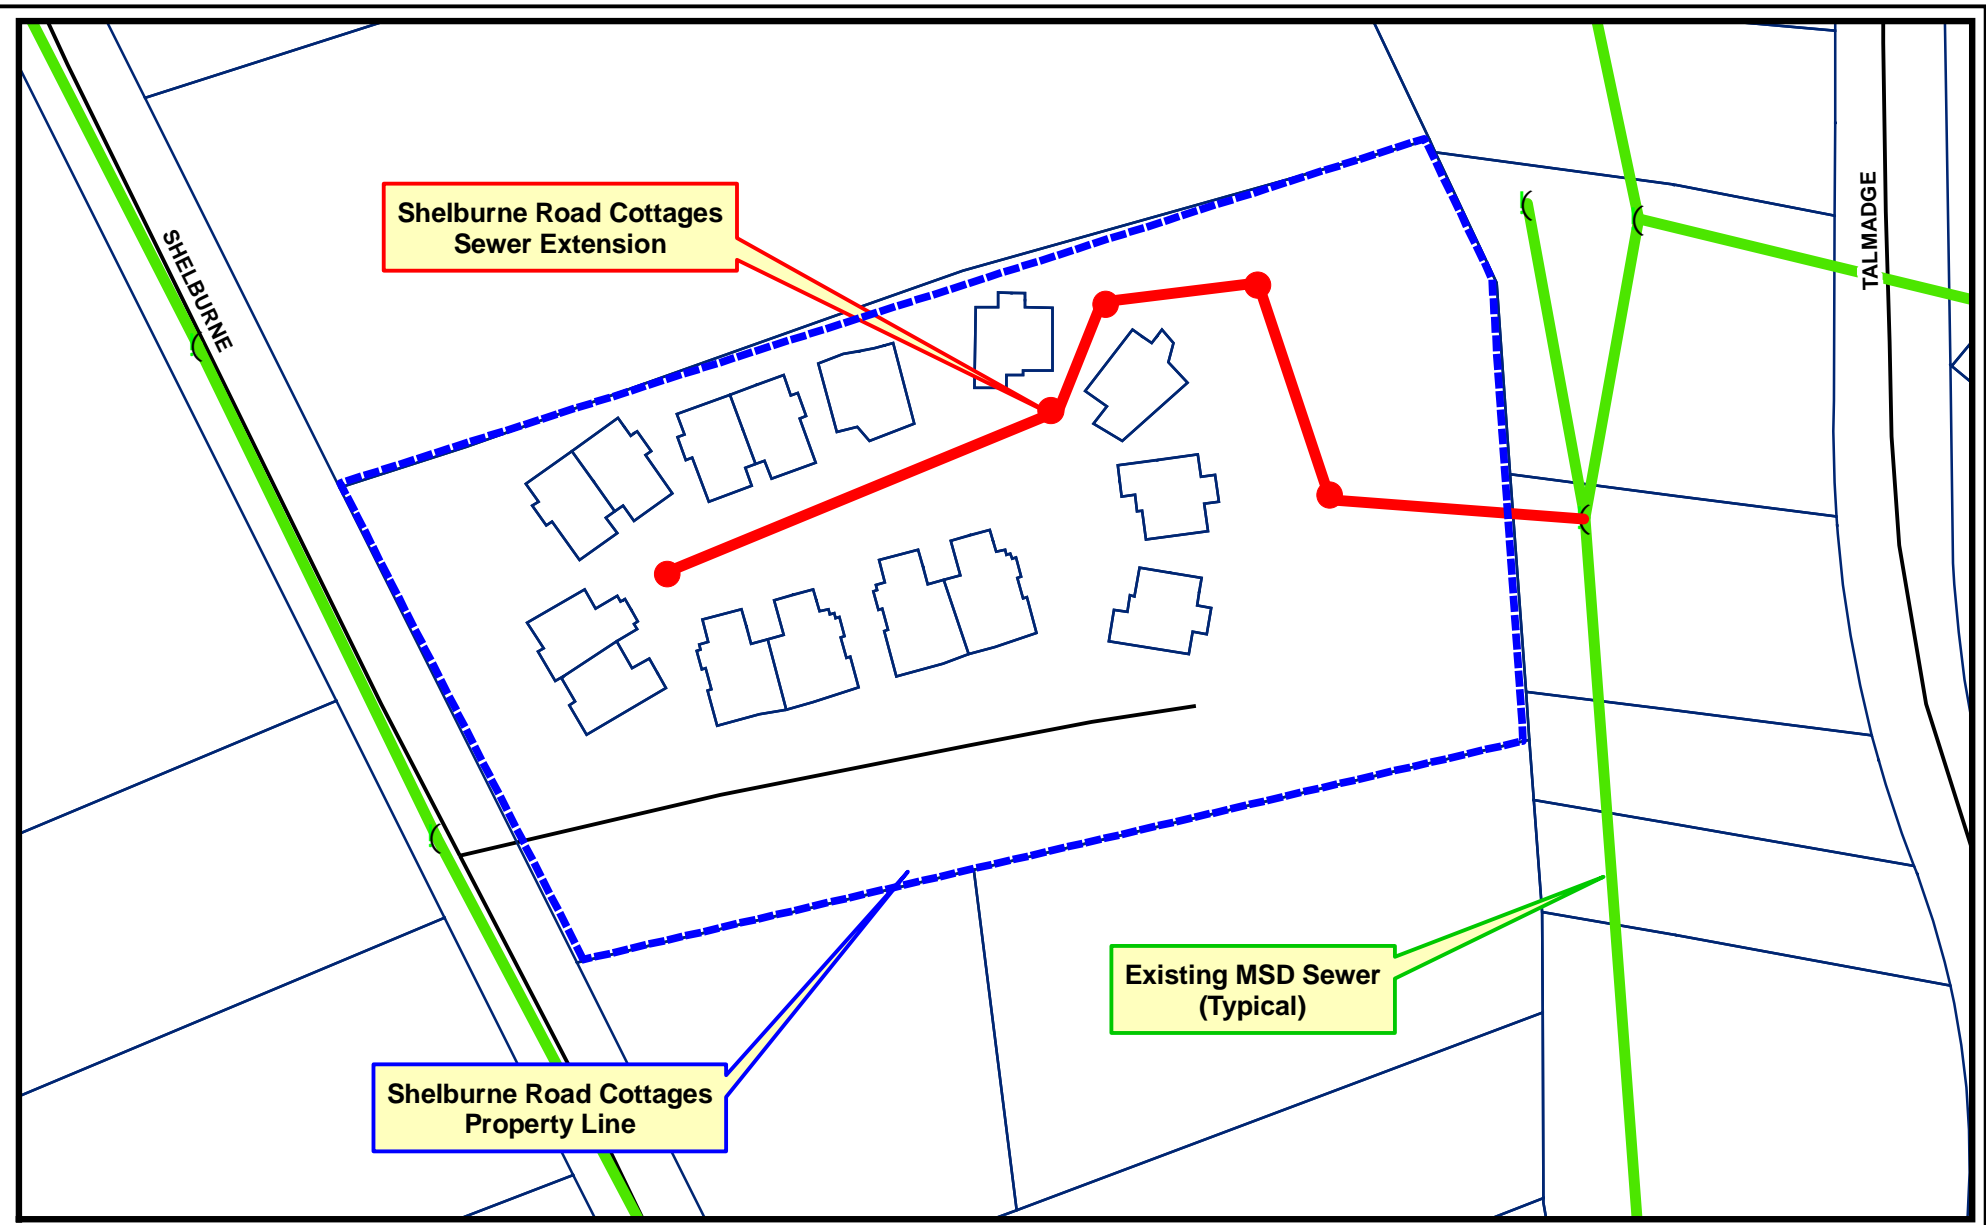 Shelburne Road Cottages
Sewer Extension
SHELBURNE
TALMADGE
Existing MSD Sewer
(Typical)
Shelburne Road Cottages
Property Line